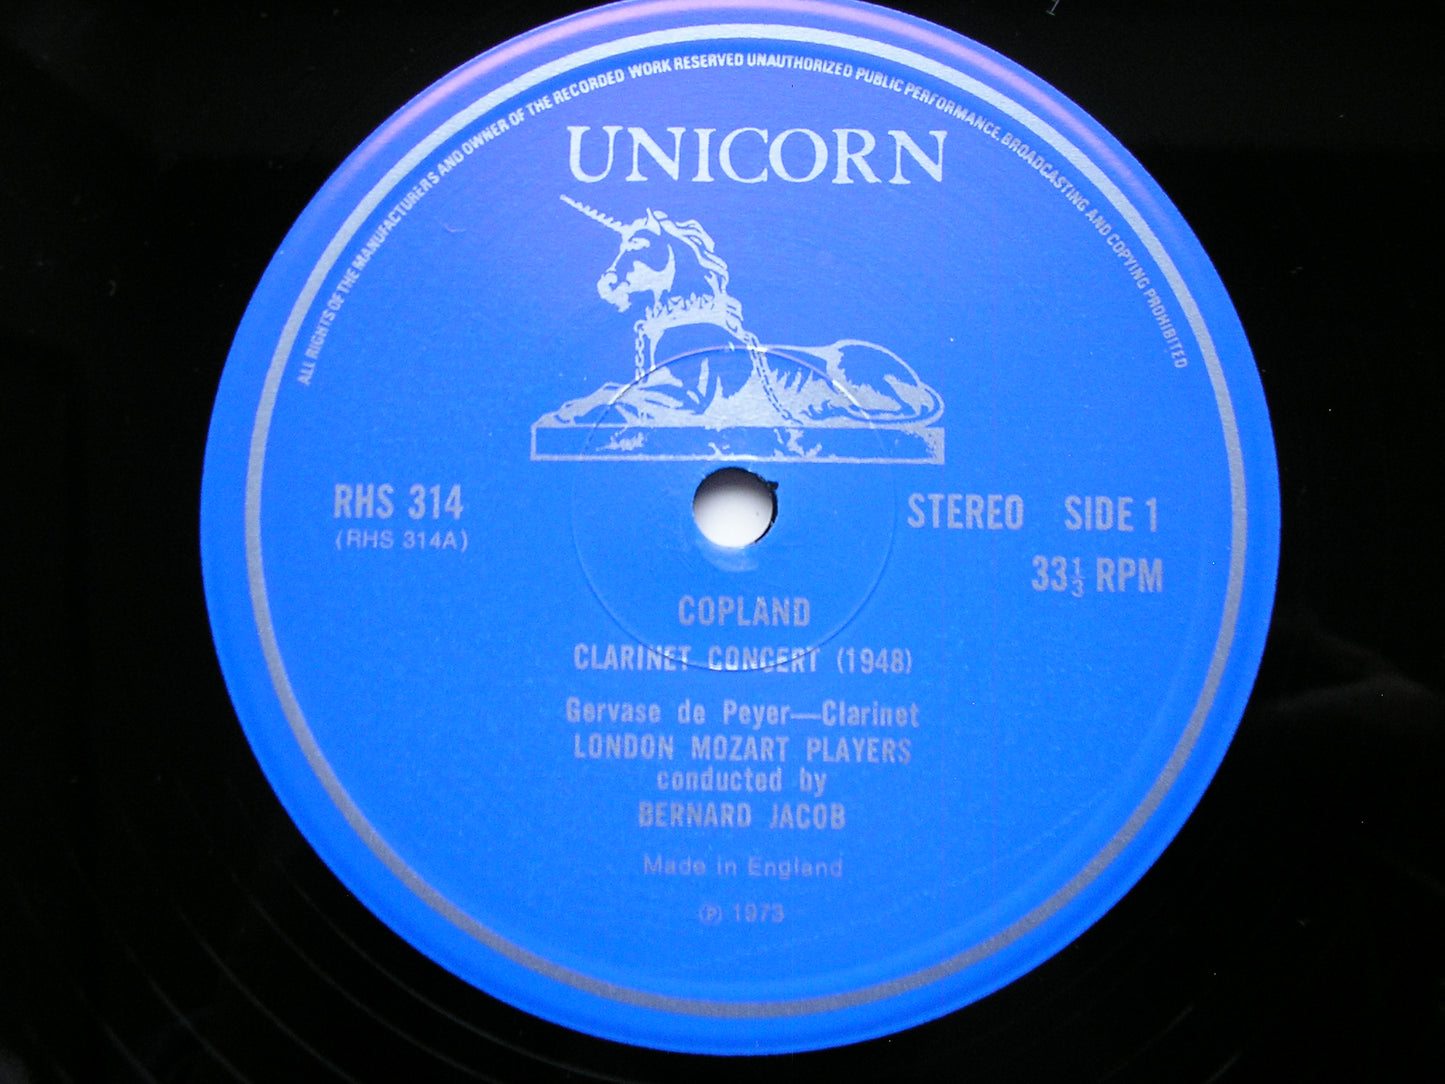 ALL RIGHTS OF THE MANUFACTURERS AND OWNER OF THE RECORDED WORK RESERVED UNAUTHORIZED PUBLIC PERFORMANCE, BROADCASTING AND COPYING PROHIBITED
UNICORN
RHS 314
(RHS 314A)
STEREO SIDE 1
33⅓ RPM
COPLAND
CLARINET CONCERT (1948)
Gervase de Peyer—Clarinet
LONDON MOZART PLAYERS
conducted by
BERNARD JACOB
Made in England
℗ 1973